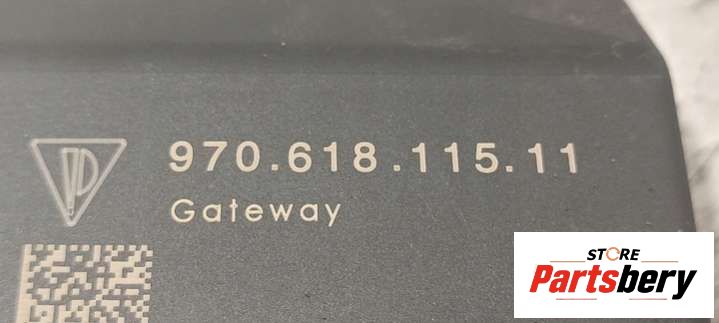 970.618.115.11
Gateway
STORE
Partsbery